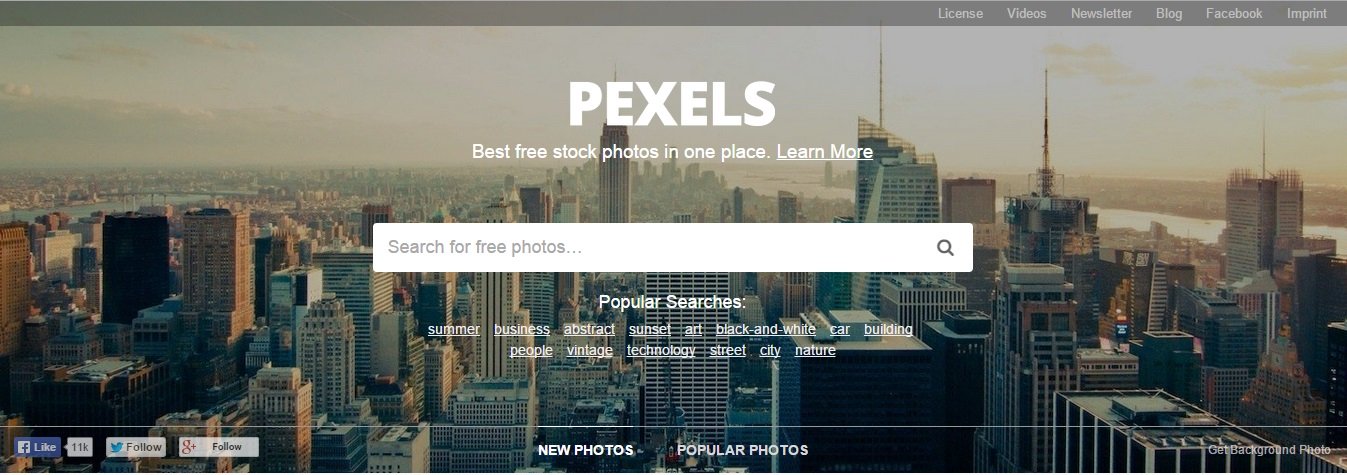 License Videos Newsletter Blog Facebook Imprint
PEXELS
Best free stock photos in one place. Learn More
Search for free photos...
Popular Searches:
summer business abstract sunset art black-and-white car building
people vintage technology street city nature
Like 11k Follow Follow
NEW PHOTOS POPULAR PHOTOS
Get Background Photo